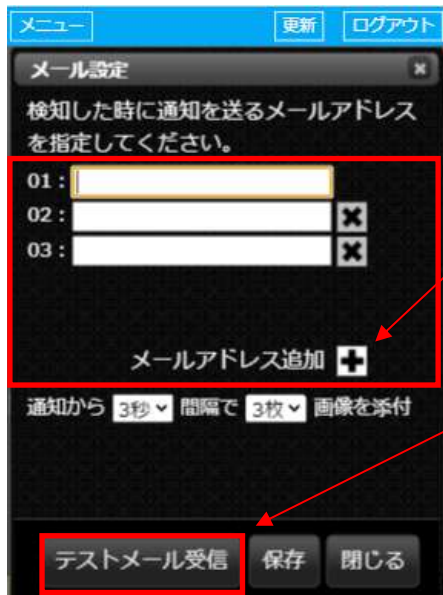 メニュー 更新 ログアウト
メール設定
検知した時に通知を送るメールアドレス
を指定してください。
01 :
02 :
03 :
メールアドレス追加
通知から 3秒 間隔で 3枚 画像を添付
テストメール受信 保存 閉じる